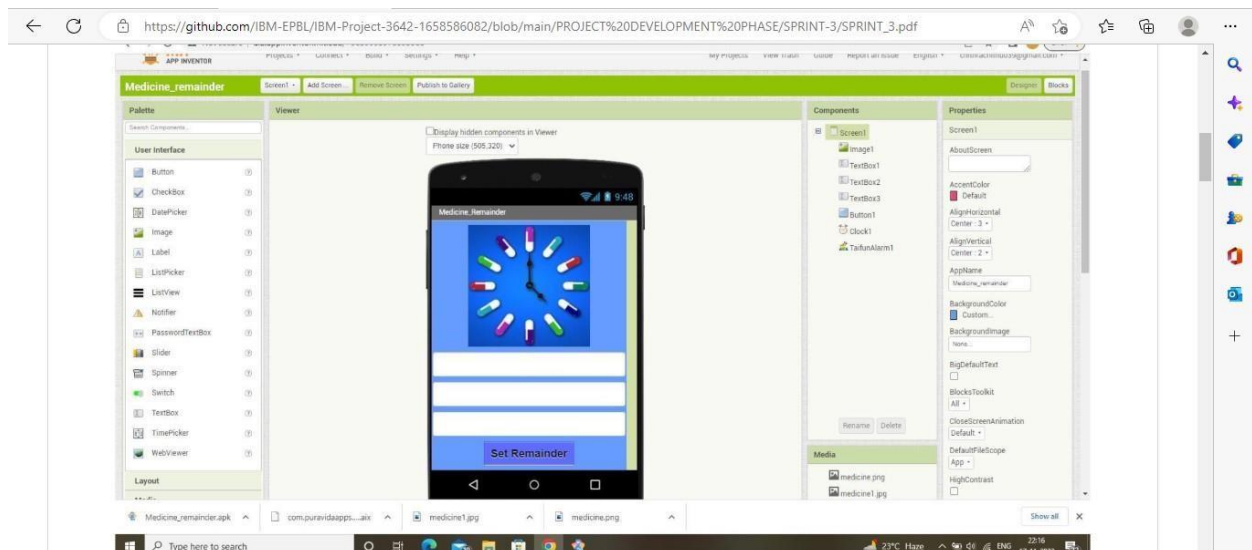 https://github.com/IBM-EPBL/IBM-Project-3642-1658586082/blob/main/PROJECT%20DEVELOPMENT%20PHASE/SPRINT-3/SPRINT_3.pdf
APP INVENTOR
Projects Connect Build Settings Help My Projects View Trash Guide Report an Issue English
Medicine_remainder Screen1 Add Screen... Remove Screen Publish to Gallery Designer Blocks
Palette Viewer Components Properties
Search Components...
User Interface
Button
CheckBox
DatePicker
Image
Label
ListPicker
ListView
Notifier
PasswordTextBox
Slider
Spinner
Switch
TextBox
TimePicker
WebViewer
Layout
Display hidden components in Viewer
Phone size (505,320)
9:48
Medicine_Remainder
Set Remainder
Screen1
Image1
TextBox1
TextBox2
TextBox3
Button1
Clock1
TaifunAlarm1
Rename Delete
Media
medicine.png
medicine1.jpg
Screen1
AboutScreen
AccentColor
Default
AlignHorizontal
Center : 3
AlignVertical
Center : 2
AppName
Medicine_remainder
BackgroundColor
Custom...
BackgroundImage
None...
BigDefaultText
BlocksToolkit
All
CloseScreenAnimation
Default
DefaultFileScope
App
HighContrast
Medicine_remainder.apk com.puravidaapps....aix medicine1.jpg medicine.png Show all
Type here to search 23°C Haze ENG 22:16